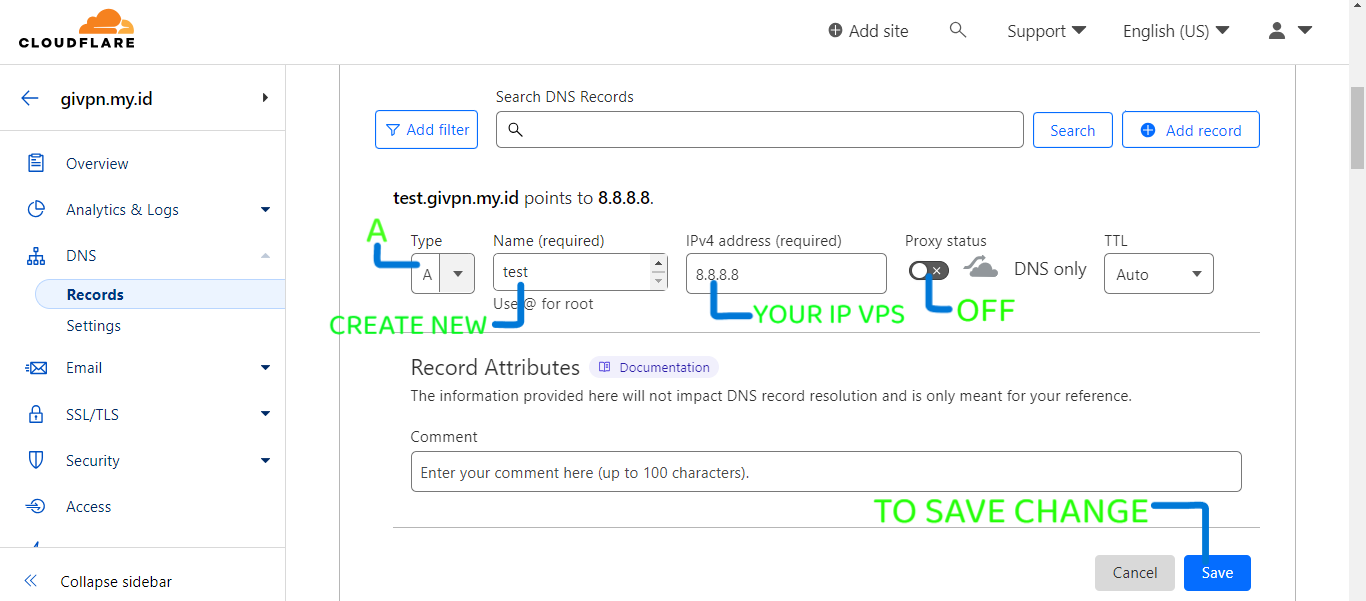 CLOUDFLARE
Add site
Support
English (US)
givpn.my.id
Overview
Analytics & Logs
DNS
Records
Settings
Email
SSL/TLS
Security
Access
Collapse sidebar
Search DNS Records
Add filter
Search
Add record
test.givpn.my.id points to 8.8.8.8.
A
Type
Name (required)
IPv4 address (required)
Proxy status
TTL
A
test
8.8.8.8
DNS only
Auto
Use @ for root
CREATE NEW
YOUR IP VPS
OFF
Record Attributes
Documentation
The information provided here will not impact DNS record resolution and is only meant for your reference.
Comment
Enter your comment here (up to 100 characters).
TO SAVE CHANGE
Cancel
Save